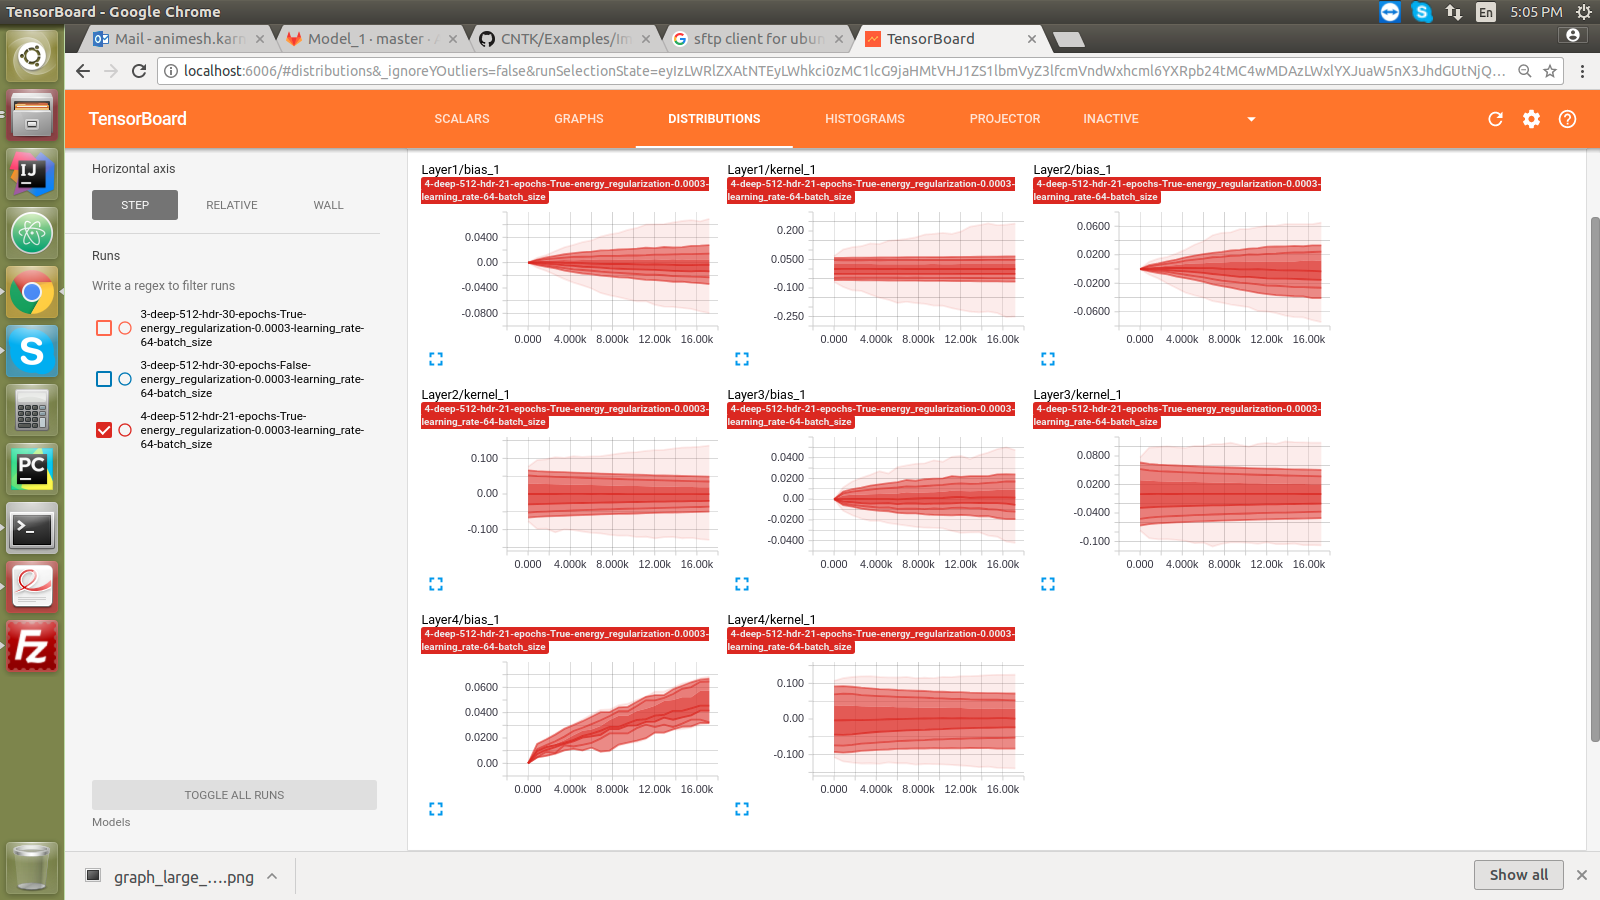 TensorBoard - Google Chrome
En
5:05 PM
Mail - animesh.karn
Model_1 · master ·
CNTK/Examples/Im
sftp client for ubun
TensorBoard
localhost:6006/#distributions&_ignoreYOutliers=false&runSelectionState=eyIzLWRlZXAtNTEyLWhkci0zMC1lcG9jaHMtVHJ1ZS1lbmVyZ3lfcmVndWxhcml6YXRpb24tMC4wMDAzLWxlYXJuaW5nX3JhdGUtNjQ...
TensorBoard
SCALARS
GRAPHS
DISTRIBUTIONS
HISTOGRAMS
PROJECTOR
INACTIVE
Horizontal axis
STEP
RELATIVE
WALL
Runs
Write a regex to filter runs
3-deep-512-hdr-30-epochs-True-
energy_regularization-0.0003-learning_rate-
64-batch_size
3-deep-512-hdr-30-epochs-False-
energy_regularization-0.0003-learning_rate-
64-batch_size
4-deep-512-hdr-21-epochs-True-
energy_regularization-0.0003-learning_rate-
64-batch_size
TOGGLE ALL RUNS
Models
Layer1/bias_1
4-deep-512-hdr-21-epochs-True-energy_regularization-0.0003-
learning_rate-64-batch_size
0.0400
0.00
-0.0400
-0.0800
0.000 4.000k 8.000k 12.00k 16.00k
Layer1/kernel_1
4-deep-512-hdr-21-epochs-True-energy_regularization-0.0003-
learning_rate-64-batch_size
0.200
0.0500
-0.100
-0.250
0.000 4.000k 8.000k 12.00k 16.00k
Layer2/bias_1
4-deep-512-hdr-21-epochs-True-energy_regularization-0.0003-
learning_rate-64-batch_size
0.0600
0.0200
-0.0200
-0.0600
0.000 4.000k 8.000k 12.00k 16.00k
Layer2/kernel_1
4-deep-512-hdr-21-epochs-True-energy_regularization-0.0003-
learning_rate-64-batch_size
0.100
0.00
-0.100
0.000 4.000k 8.000k 12.00k 16.00k
Layer3/bias_1
4-deep-512-hdr-21-epochs-True-energy_regularization-0.0003-
learning_rate-64-batch_size
0.0400
0.0200
0.00
-0.0200
-0.0400
0.000 4.000k 8.000k 12.00k 16.00k
Layer3/kernel_1
4-deep-512-hdr-21-epochs-True-energy_regularization-0.0003-
learning_rate-64-batch_size
0.0800
0.0200
-0.0400
-0.100
0.000 4.000k 8.000k 12.00k 16.00k
Layer4/bias_1
4-deep-512-hdr-21-epochs-True-energy_regularization-0.0003-
learning_rate-64-batch_size
0.0600
0.0400
0.0200
0.00
0.000 4.000k 8.000k 12.00k 16.00k
Layer4/kernel_1
4-deep-512-hdr-21-epochs-True-energy_regularization-0.0003-
learning_rate-64-batch_size
0.100
0.00
-0.100
0.000 4.000k 8.000k 12.00k 16.00k
IJ
S
PC
>_
Fz
graph_large_....png
Show all